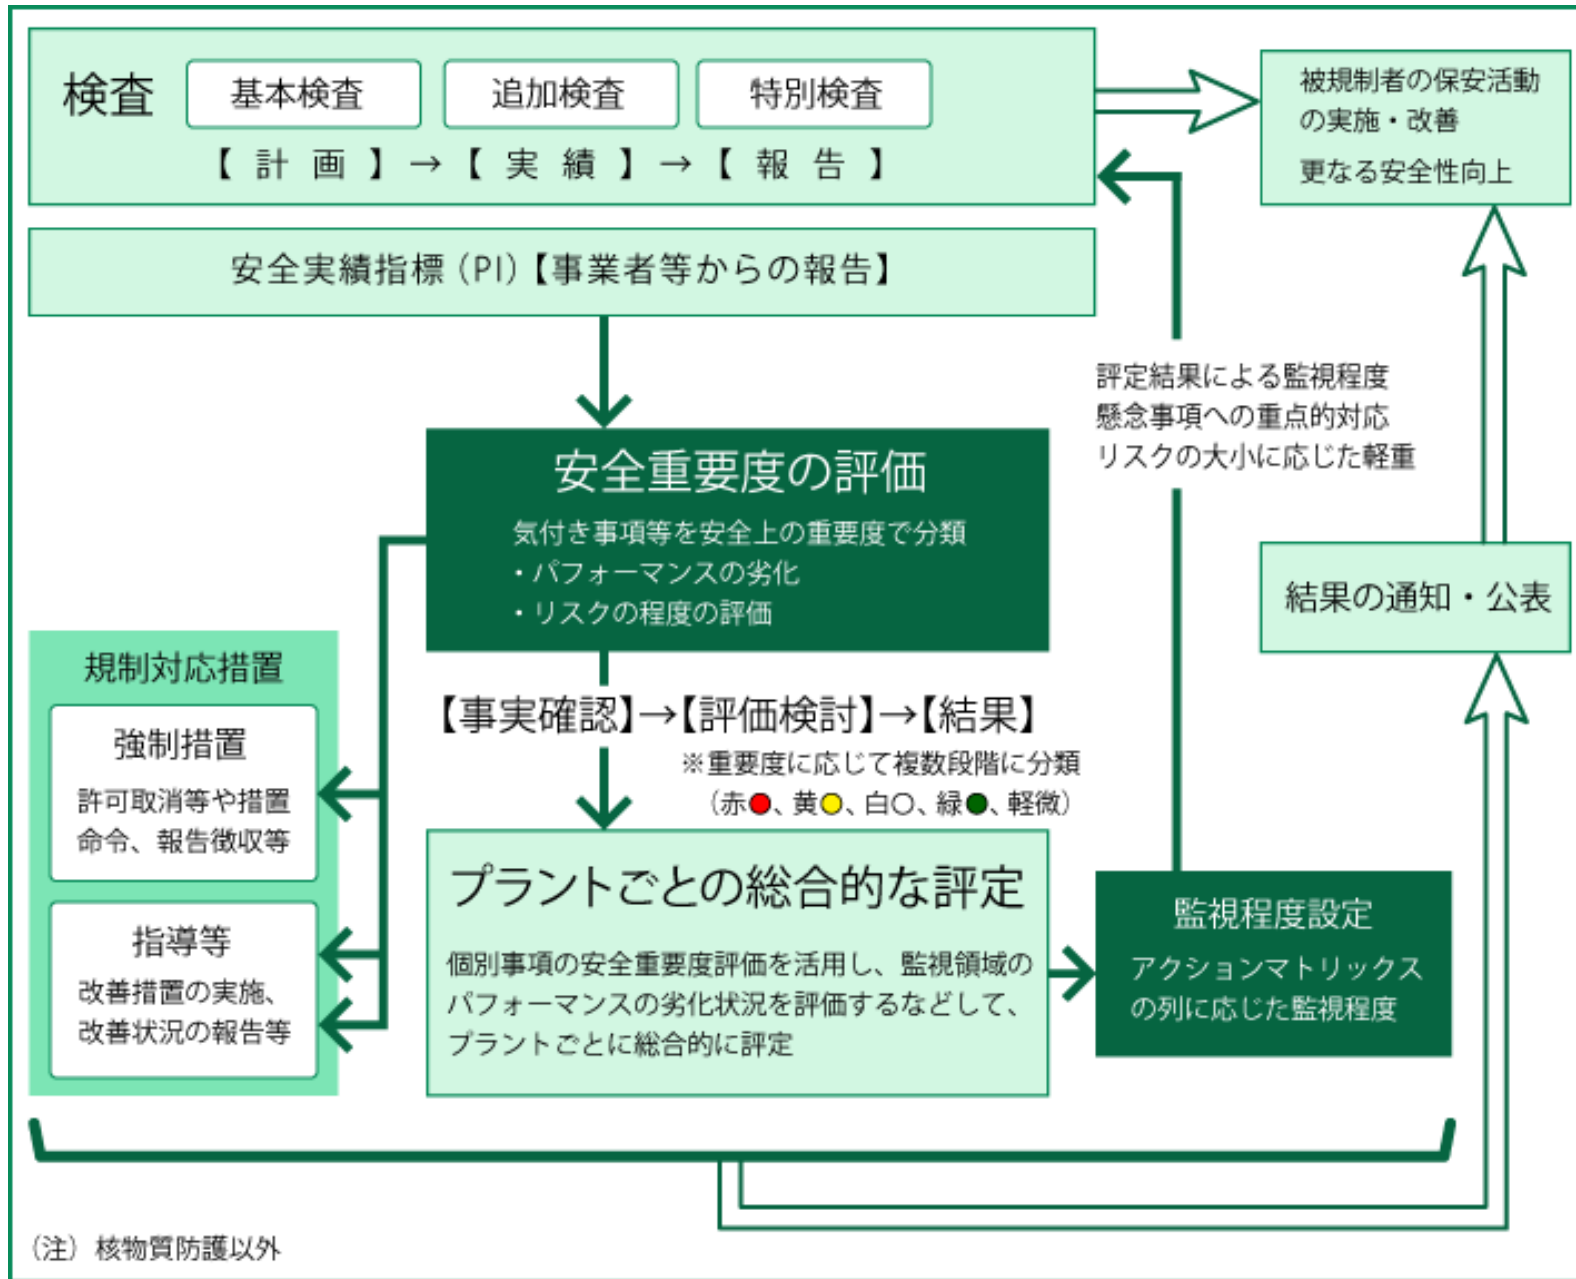 検査
基本検査
追加検査
特別検査
【計画】→【実績】→【報告】
被規制者の保安活動
の実施・改善
更なる安全性向上
安全実績指標(PI)【事業者等からの報告】
評定結果による監視程度
懸念事項への重点的対応
リスクの大小に応じた軽重
安全重要度の評価
気付き事項等を安全上の重要度で分類
・パフォーマンスの劣化
・リスクの程度の評価
結果の通知・公表
規制対応措置
強制措置
許可取消等や措置
命令、報告徴収等
指導等
改善措置の実施、
改善状況の報告等
【事実確認】→【評価検討】→【結果】
※重要度に応じて複数段階に分類
(赤●、黄●、白○、緑●、軽微)
プラントごとの総合的な評定
個別事項の安全重要度評価を活用し、監視領域の
パフォーマンスの劣化状況を評価するなどして、
プラントごとに総合的に評定
監視程度設定
アクションマトリックス
の列に応じた監視程度
(注)核物質防護以外